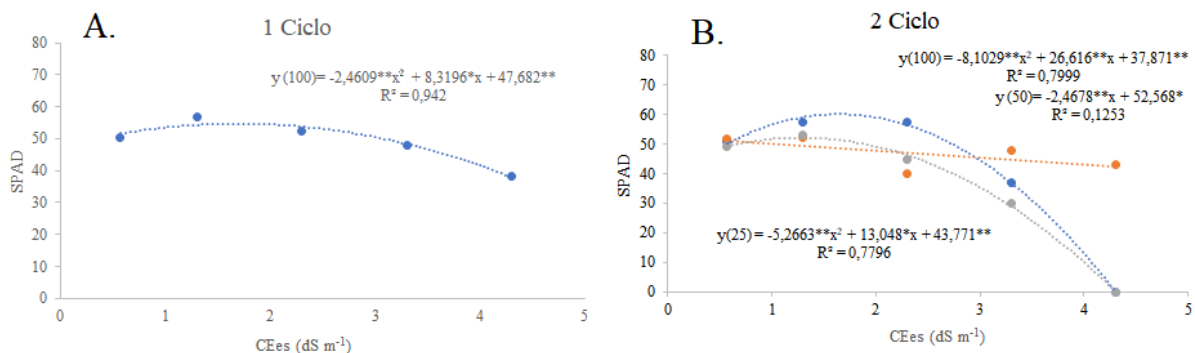 A.
1 Ciclo
80
70
60
50
40
30
20
10
0
SPAD
y(100)= -2,4609**x² + 8,3196*x + 47,682**
R² = 0,942
0 1 2 3 4 5
CEes (dS m⁻¹)
B.
2 Ciclo
80
70
60
50
40
30
20
10
0
SPAD
y(100)= -8,1029**x² + 26,616**x + 37,871**
R² = 0,7999
y(50)= -2,4678**x + 52,568*
R² = 0,1253
y(25)= -5,2663**x² + 13,048*x + 43,771**
R² = 0,7796
0 1 2 3 4 5
CEes (dS m⁻¹)